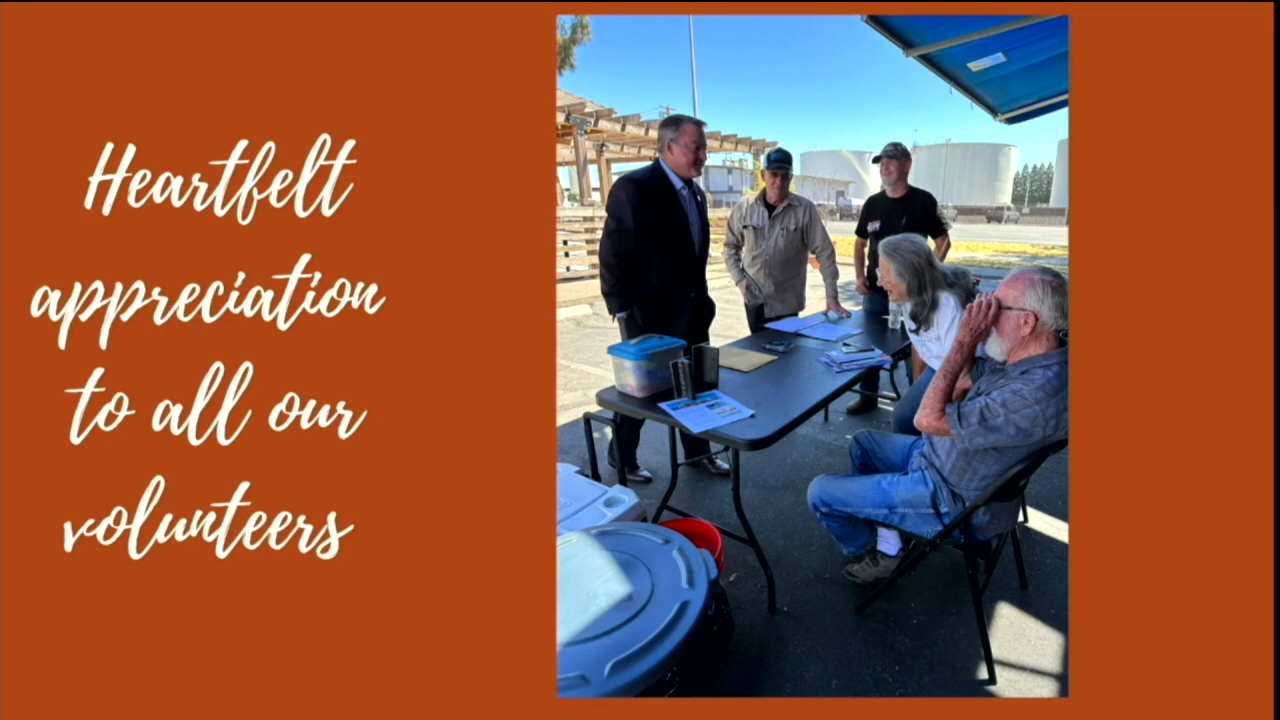 Heartfelt
appreciation
to all our
volunteers